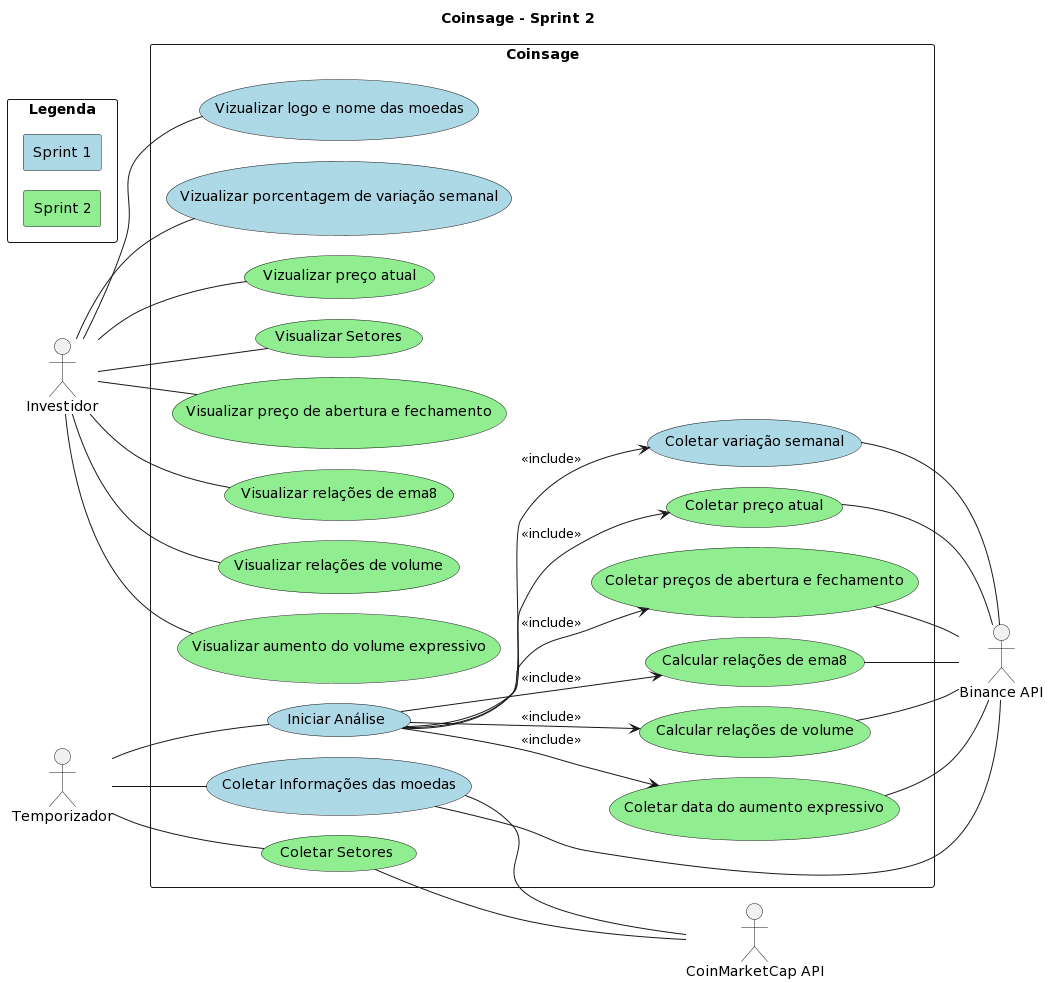 Coinsage - Sprint 2
Coinsage
Legenda
Sprint 1
Sprint 2
Vizualizar logo e nome das moedas
Vizualizar porcentagem de variação semanal
Vizualizar preço atual
Visualizar Setores
Visualizar preço de abertura e fechamento
Visualizar relações de ema8
Visualizar relações de volume
Visualizar aumento do volume expressivo
Iniciar Análise
Coletar Informações das moedas
Coletar Setores
Investidor
Temporizador
«include»
«include»
«include»
«include»
«include»
«include»
Coletar variação semanal
Coletar preço atual
Coletar preços de abertura e fechamento
Calcular relações de ema8
Calcular relações de volume
Coletar data do aumento expressivo
Binance API
CoinMarketCap API